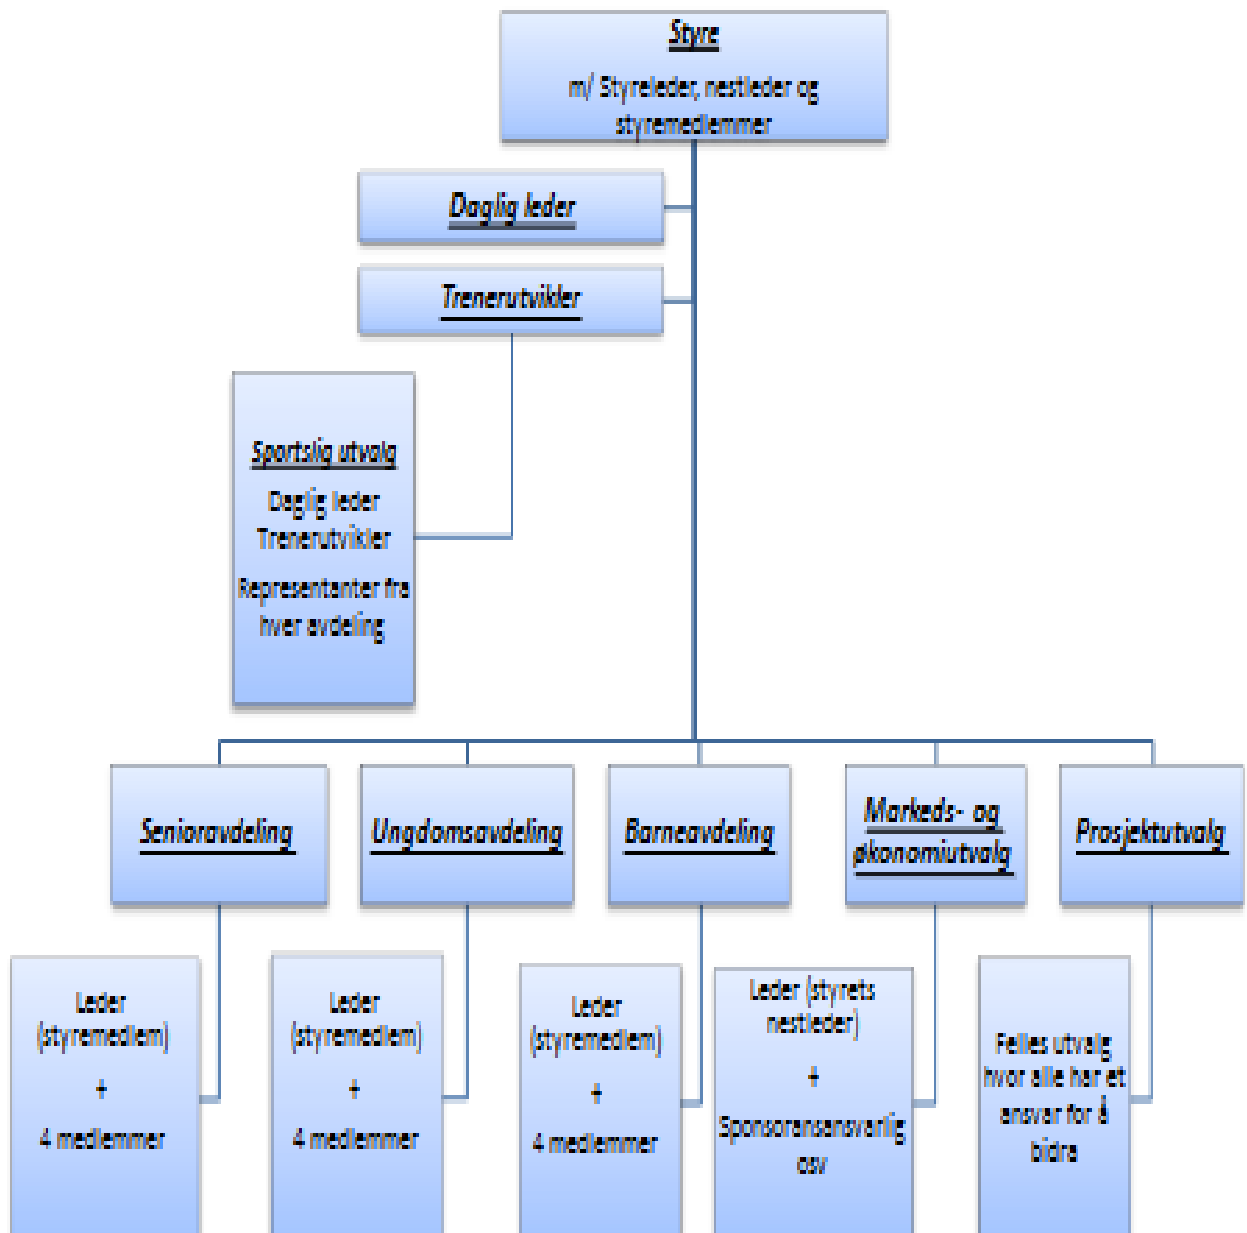 Styre
m/ Styreleder, nestleder og
styremedlemmer
Daglig leder
Trenerutvikler
Sportslig utvalg
Daglig leder
Trenerutvikler
Representanter fra
hver avdeling
Senioravdeling
Ungdomsavdeling
Barneavdeling
Markeds- og
økonomiutvalg
Prosjektutvalg
Leder
(styremedlem)
+
4 medlemmer
Leder
(styremedlem)
+
4 medlemmer
Leder
(styremedlem)
+
4 medlemmer
Leder (styrets
nestleder)
+
Sponsoransansvarlig
osv
Felles utvalg
hvor alle har et
ansvar for å
bidra